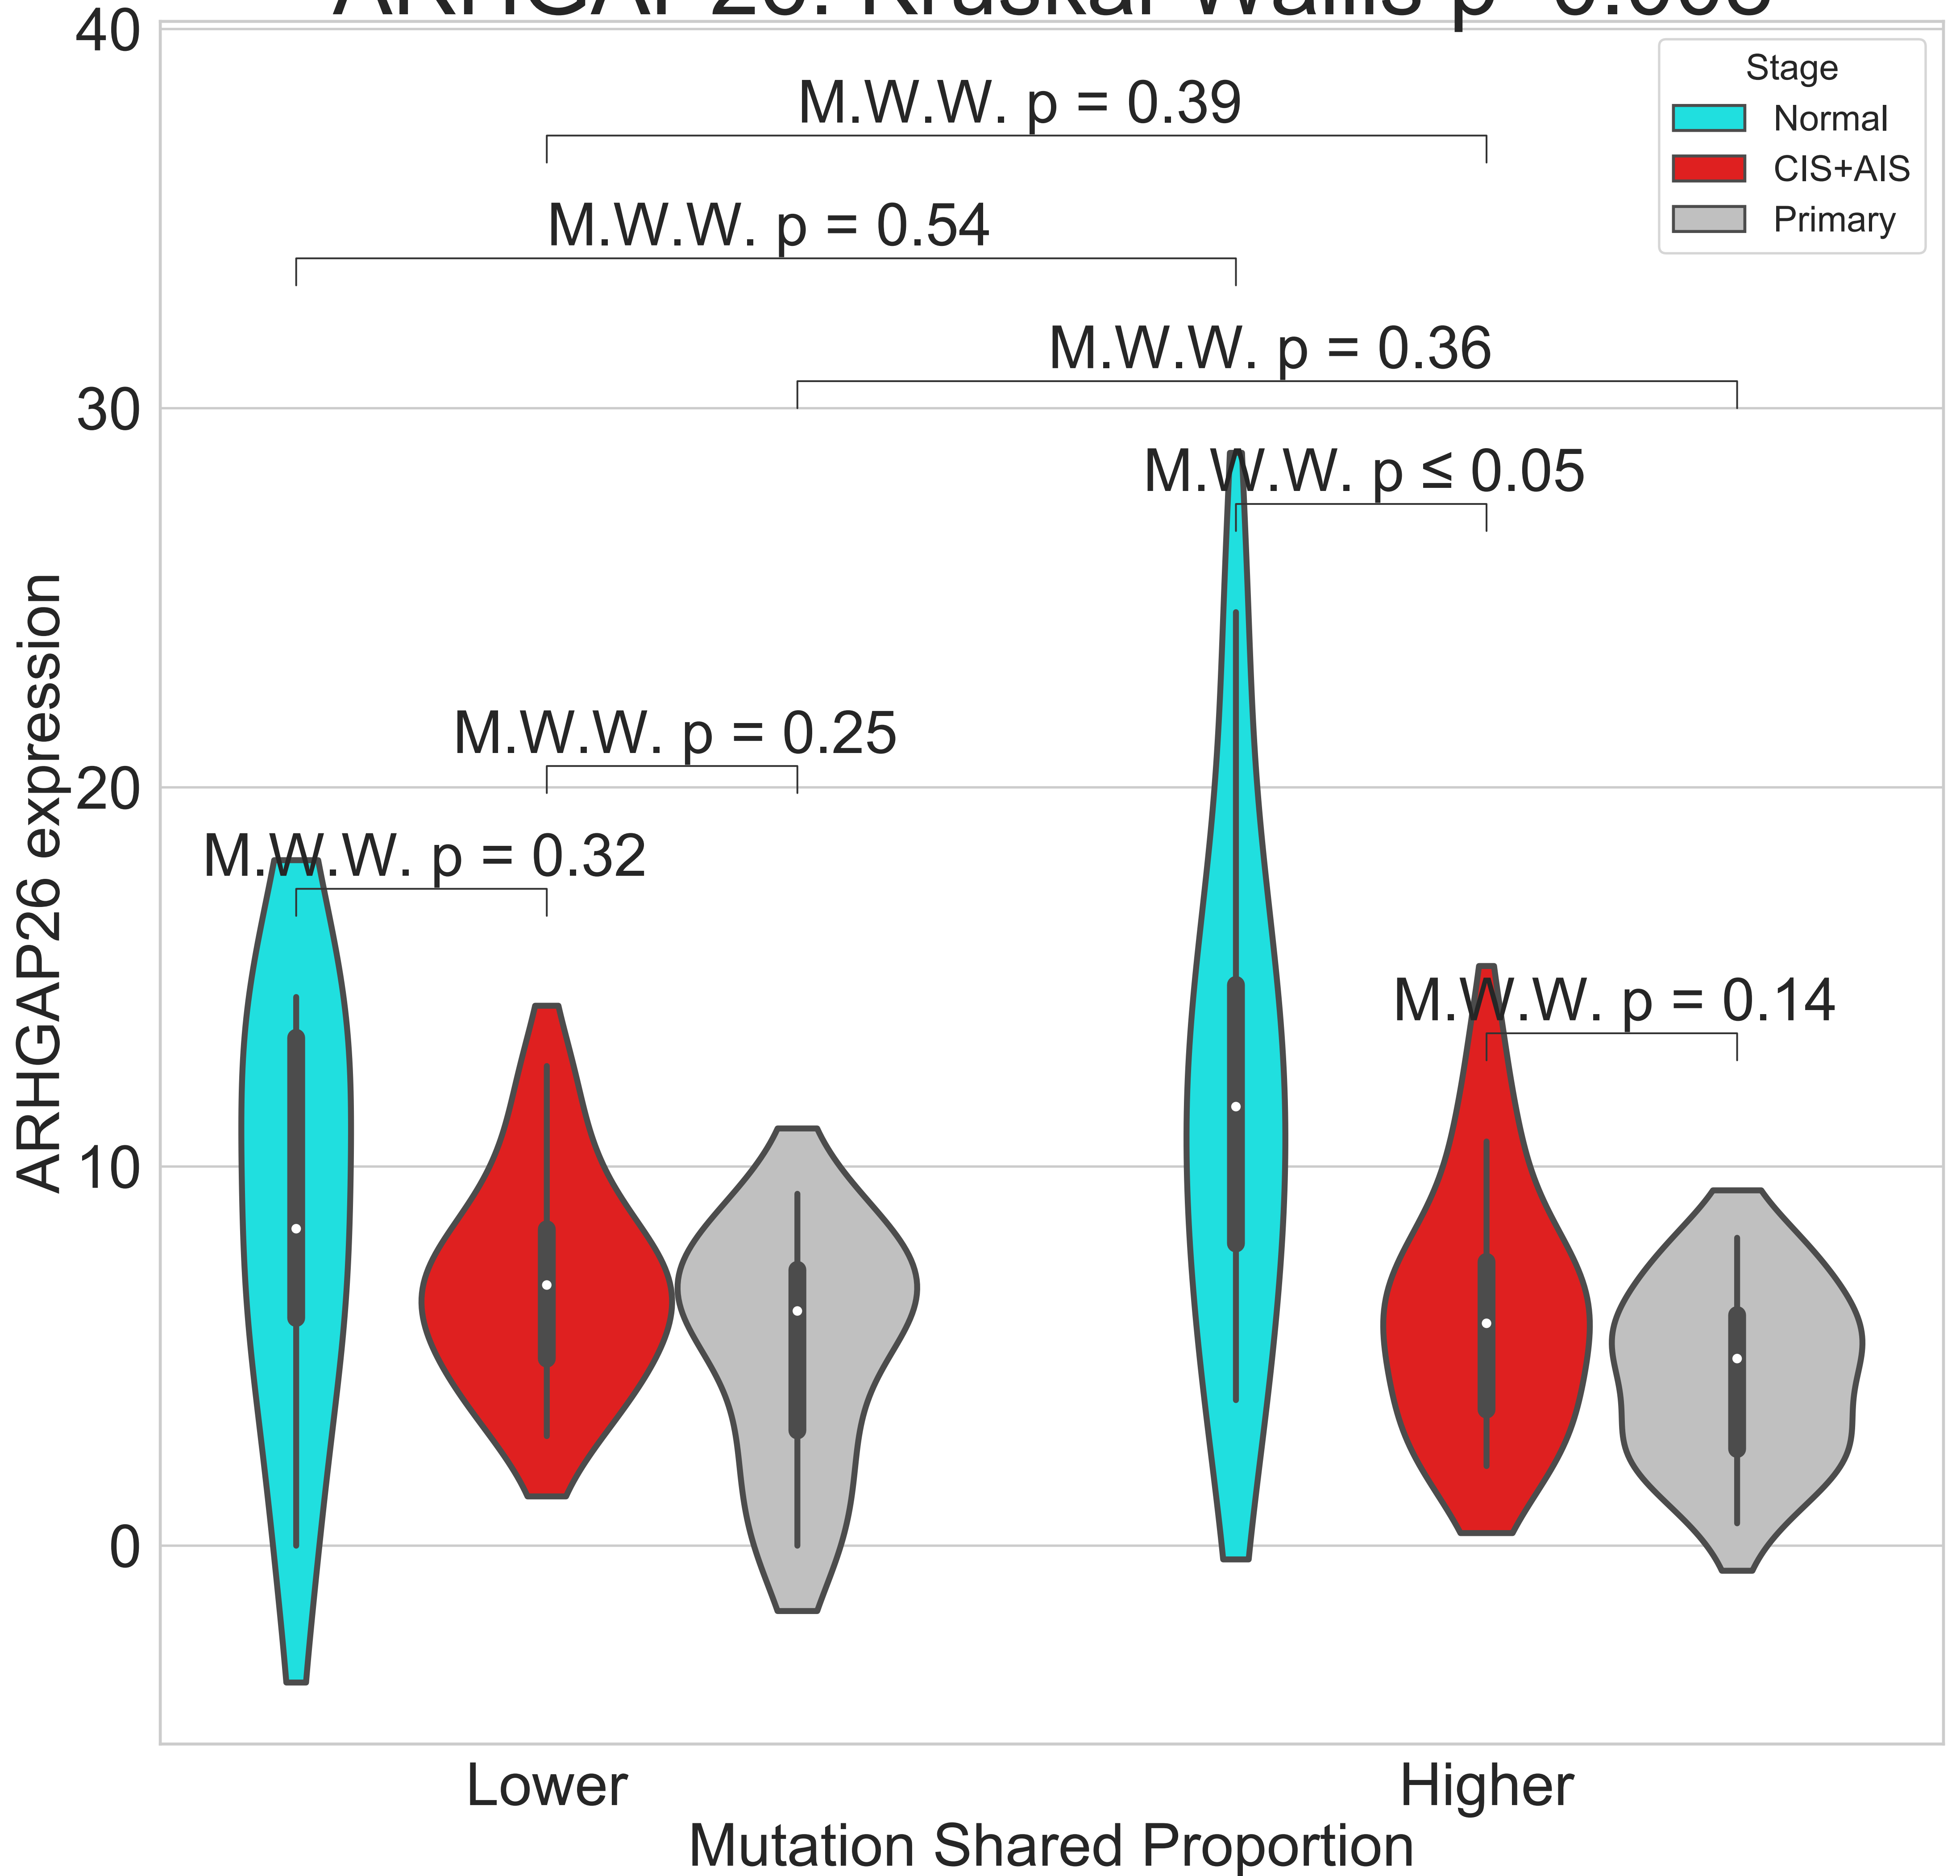 40
Stage
Normal
CIS+AIS
Primary
M.W.W. p = 0.39
M.W.W. p = 0.54
M.W.W. p = 0.36
30
M.W.W. p ≤ 0.05
M.W.W. p = 0.25
20
M.W.W. p = 0.32
M.W.W. p = 0.14
ARHGAP26 expression
10
0
Lower
Higher
Mutation Shared Proportion